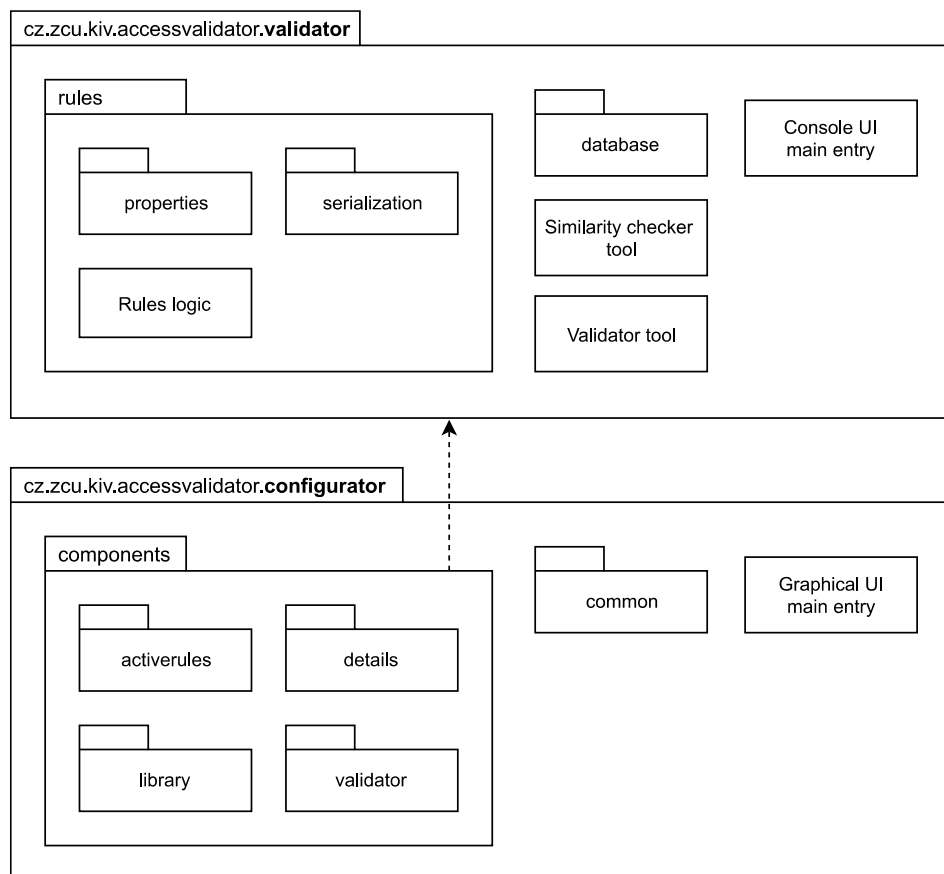 cz.zcu.kiv.accessvalidator.validator
rules
properties
serialization
Rules logic
database
Similarity checker
tool
Validator tool
Console UI
main entry
cz.zcu.kiv.accessvalidator.configurator
components
activerules
details
library
validator
common
Graphical UI
main entry